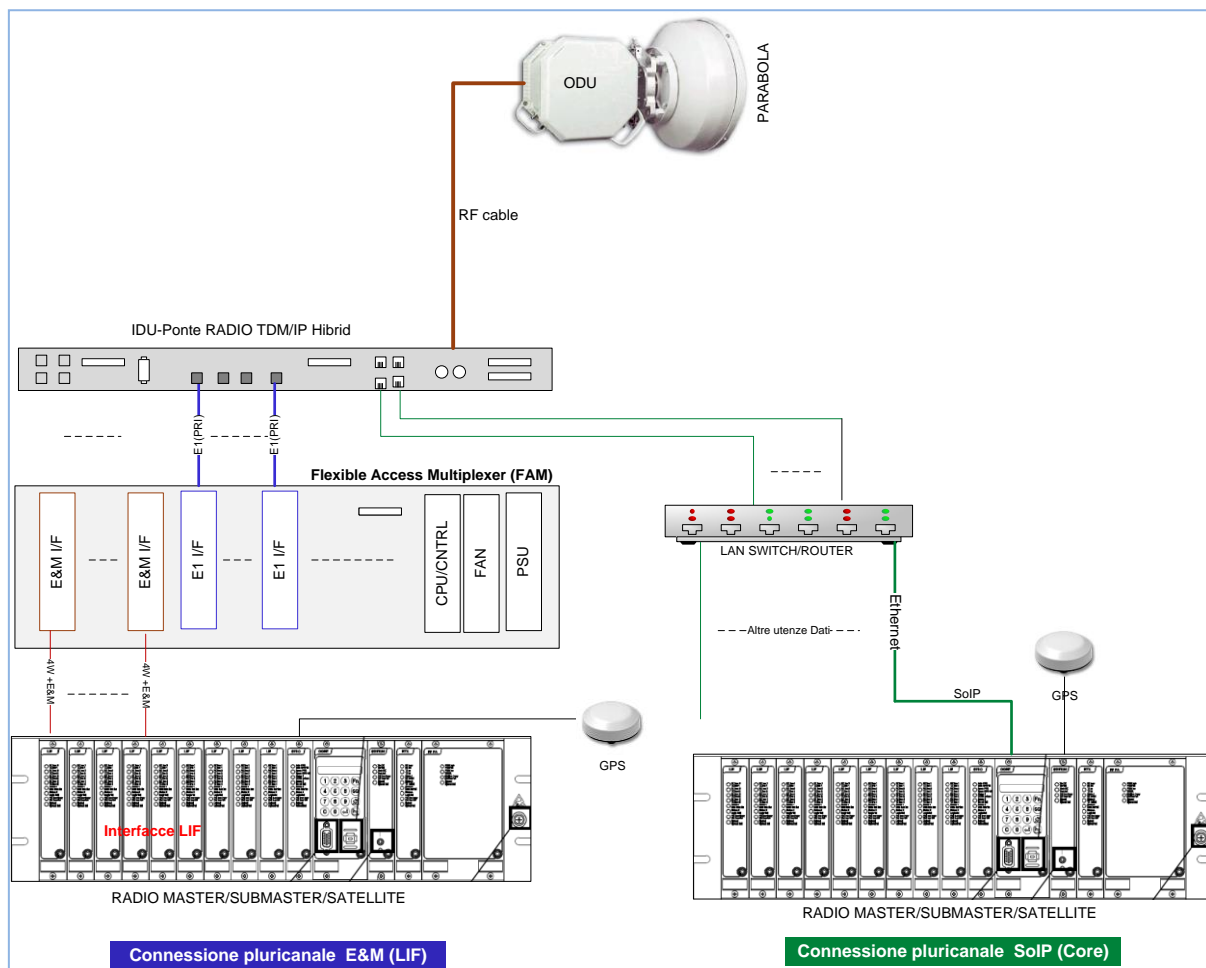 ODU
PARABOLA
RF cable
IDU-Ponte RADIO TDM/IP Hibrid
E1(PRI)
E1(PRI)
Flexible Access Multiplexer (FAM)
E&M I/F
E&M I/F
E1 I/F
E1 I/F
CPU/CNTRL
FAN
PSU
LAN SWITCH/ROUTER
Altre utenze Dati
Ethernet
4W +E&M
4W +E&M
SoIP
GPS
GPS
Interfacce LIF
RADIO MASTER/SUBMASTER/SATELLITE
RADIO MASTER/SUBMASTER/SATELLITE
Connessione pluricanale E&M (LIF)
Connessione pluricanale SoIP (Core)